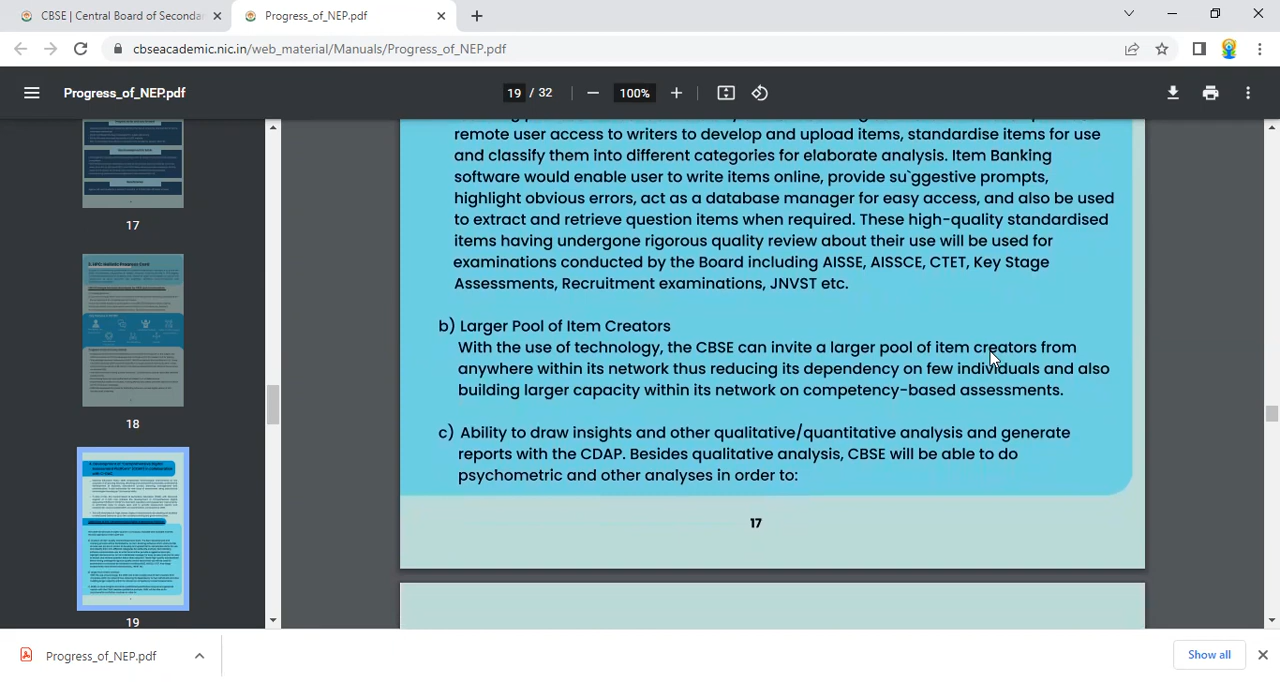 CBSE | Central Board of Seconda
Progress_of_NEP.pdf
cbseacademic.nic.in/web_material/Manuals/Progress_of_NEP.pdf
Progress_of_NEP.pdf
19 / 32
100%
17
18
19
remote user access to writers to develop and upload items, standardise items for use
and classify them into different categories for elaborate analysis. Item Banking
software would enable user to write items online, provide su`ggestive prompts,
highlight obvious errors, act as a database manager for easy access, and also be used
to extract and retrieve question items when required. These high-quality standardised
items having undergone rigorous quality review about their use will be used for
examination conducted by the Board including AISSE, AISSCE, CTET, Key Stage
Assessments, Recruitment examinations, JNVST etc.
b) Larger Pool of Item Creators
With the use of technology, the CBSE can invite a larger pool of item creators from
anywhere within its network thus reducing its dependency on few individuals and also
building larger capacity within its network on competency-based assessments.
c) Ability to draw insights and other qualitative/quantitative analysis and generate
reports with the CDAP. Besides qualitative analysis, CBSE will be able to do
psychometric and other analyses in order to:
17
Progress_of_NEP.pdf
Show all